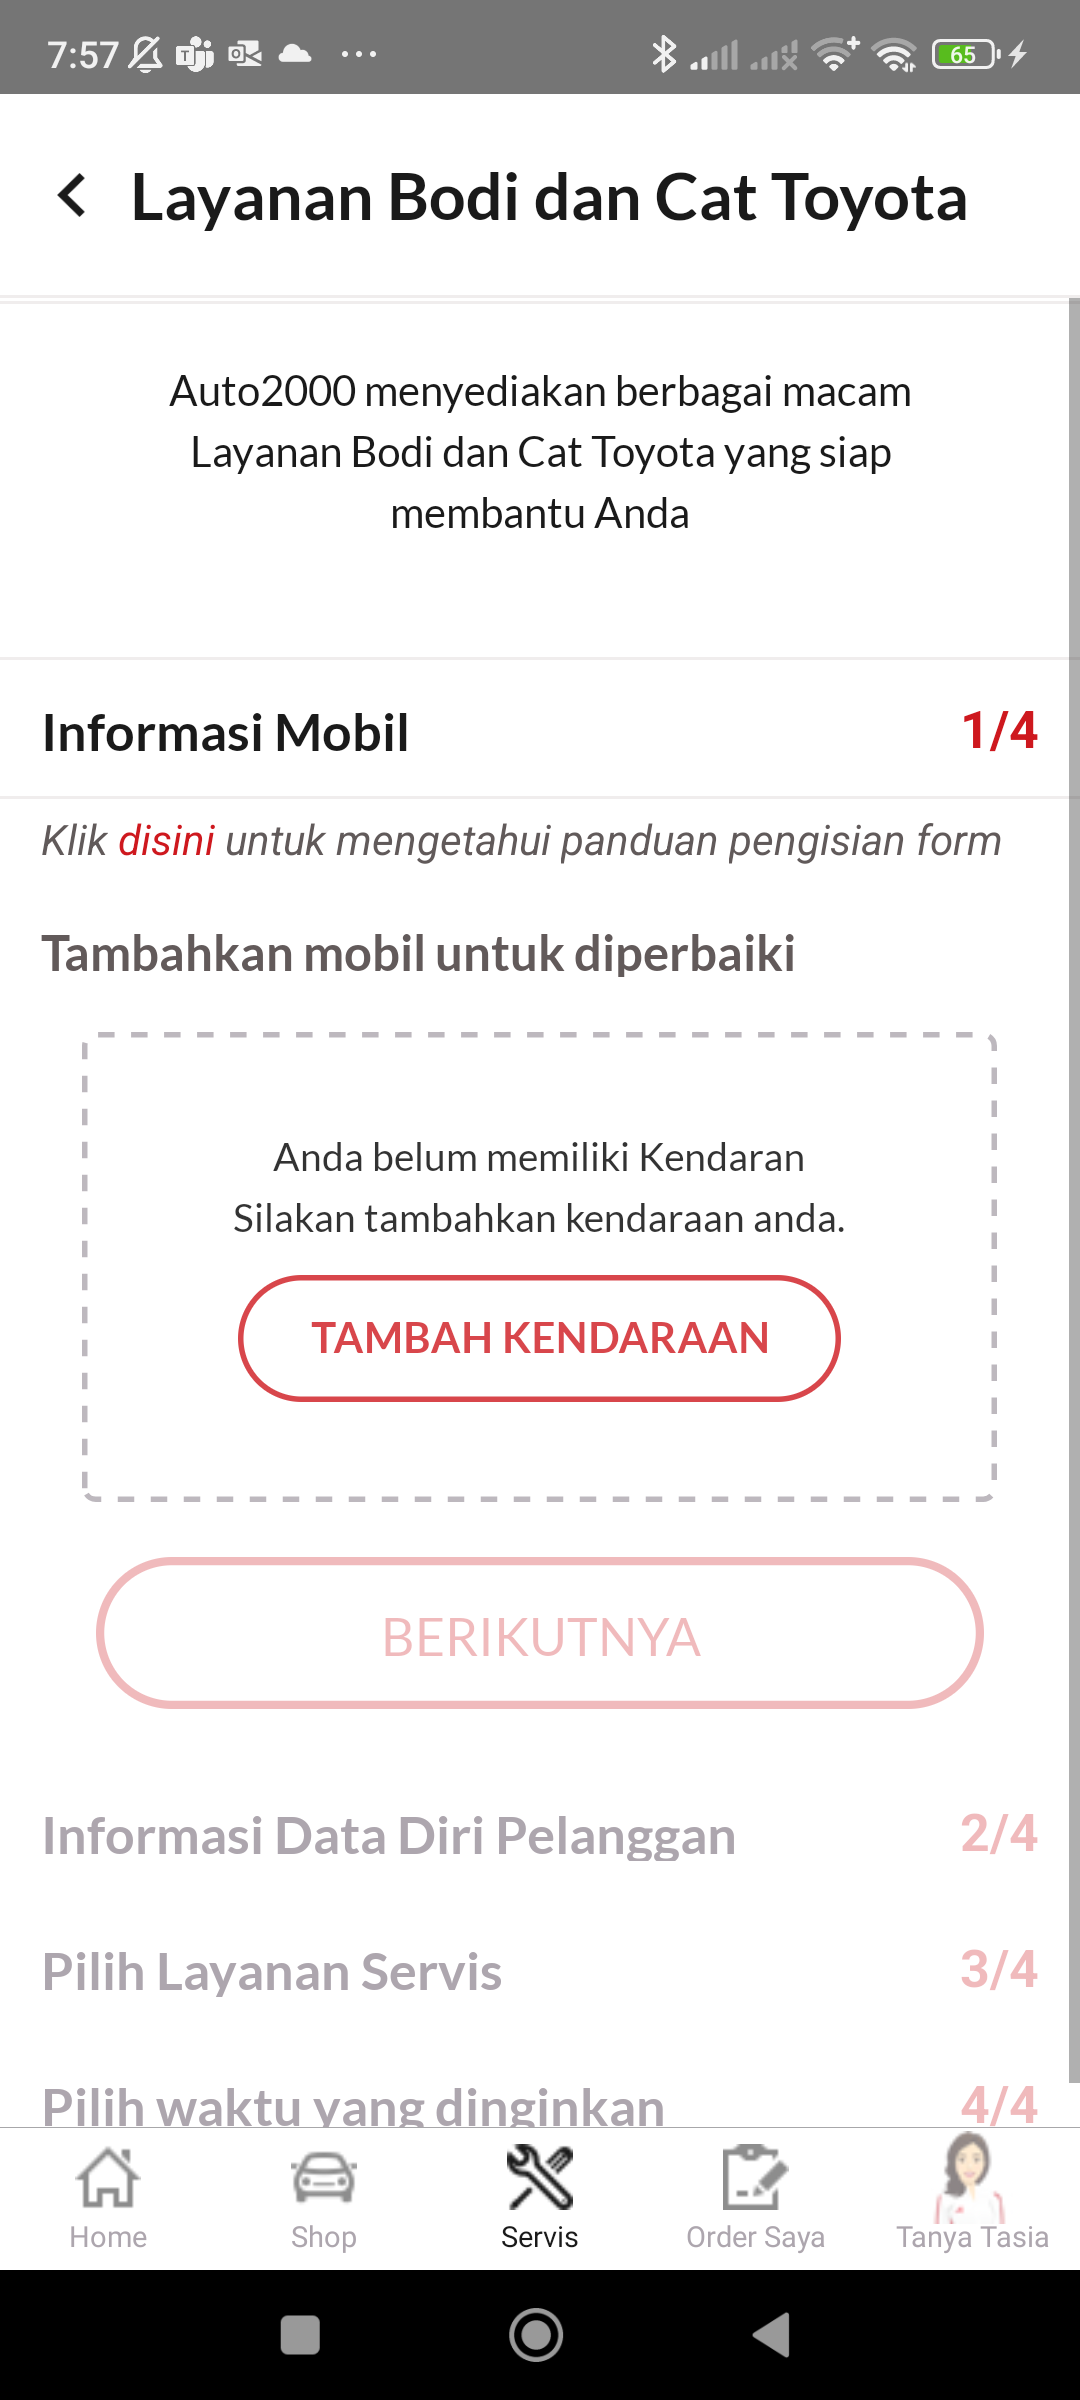 7:57
65
Layanan Bodi dan Cat Toyota
Auto2000 menyediakan berbagai macam
Layanan Bodi dan Cat Toyota yang siap
membantu Anda
Informasi Mobil 1/4
Klik disini untuk mengetahui panduan pengisian form
Tambahkan mobil untuk diperbaiki
Anda belum memiliki Kendaran
Silakan tambahkan kendaraan anda.
TAMBAH KENDARAAN
BERIKUTNYA
Informasi Data Diri Pelanggan 2/4
Pilih Layanan Servis 3/4
Pilih waktu yang dinginkan 4/4
Home Shop Servis Order Saya Tanya Tasia